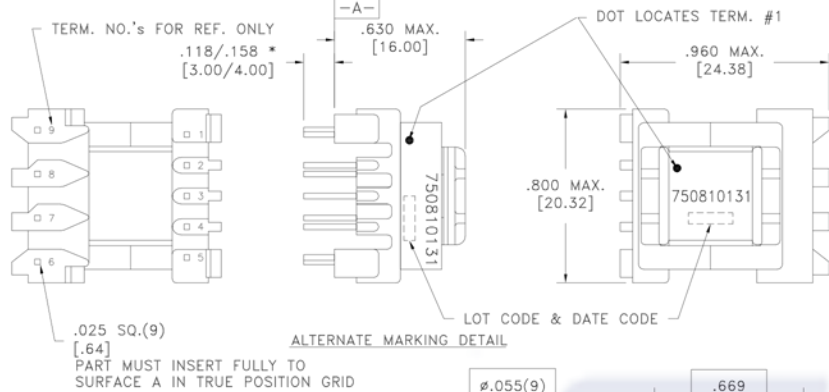 -A-
TERM. NO.'s FOR REF. ONLY
.118/.158 *
[3.00/4.00]
.630 MAX.
[16.00]
DOT LOCATES TERM. #1
.960 MAX.
[24.38]
9
8
7
6
1
2
3
4
5
750810131
.800 MAX.
[20.32]
750810131
LOT CODE & DATE CODE
ALTERNATE MARKING DETAIL
.025 SQ.(9)
[.64]
PART MUST INSERT FULLY TO
SURFACE A IN TRUE POSITION GRID
ø.055(9)
.669